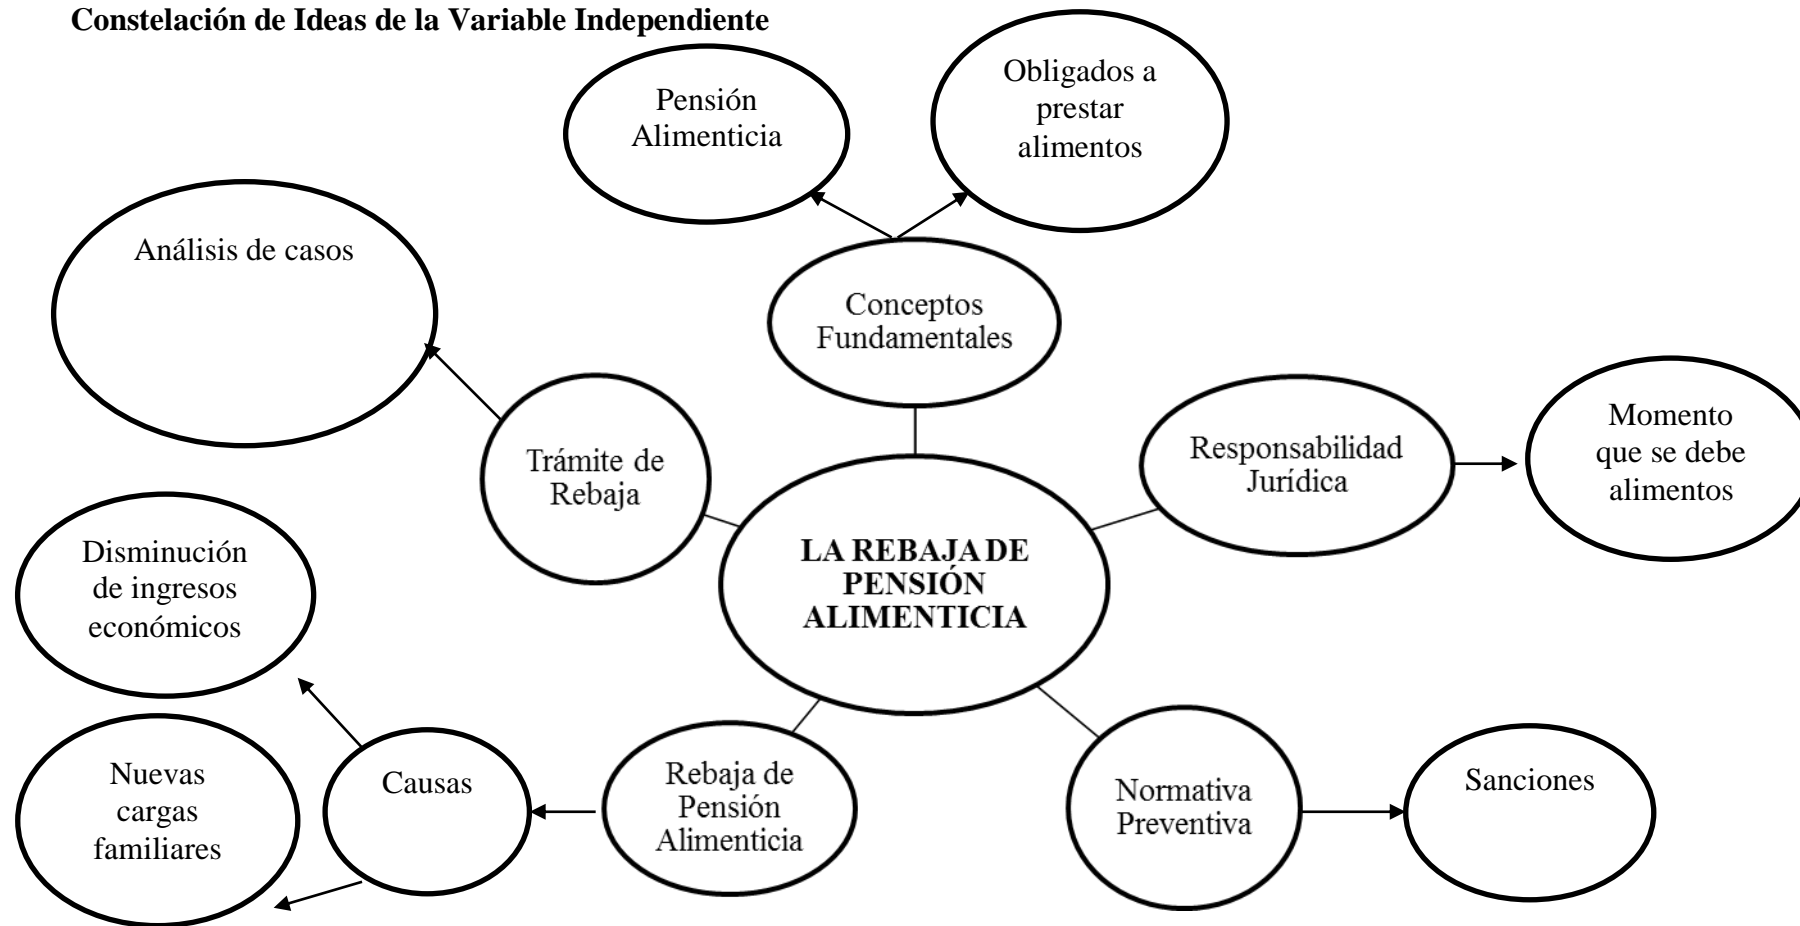 Constelación de Ideas de la Variable Independiente
Pensión
Alimenticia
Obligados a
prestar
alimentos
Análisis de casos
Conceptos
Fundamentales
Trámite de
Rebaja
Responsabilidad
Jurídica
Momento
que se debe
alimentos
LA REBAJA DE
PENSIÓN
ALIMENTICIA
Disminución
de ingresos
económicos
Nuevas
cargas
familiares
Causas
Rebaja de
Pensión
Alimenticia
Normativa
Preventiva
Sanciones